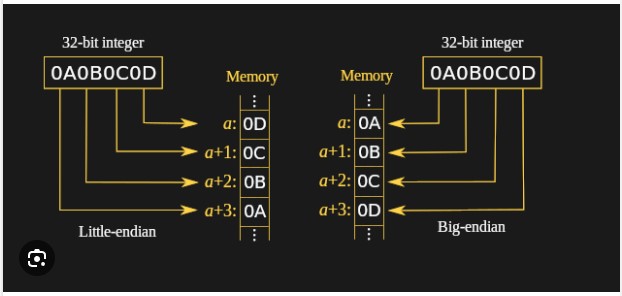 32-bit integer
0A0B0C0D
Memory
a: 0D
a+1: 0C
a+2: 0B
a+3: 0A
Little-endian
32-bit integer
0A0B0C0D
Memory
a: 0A
a+1: 0B
a+2: 0C
a+3: 0D
Big-endian